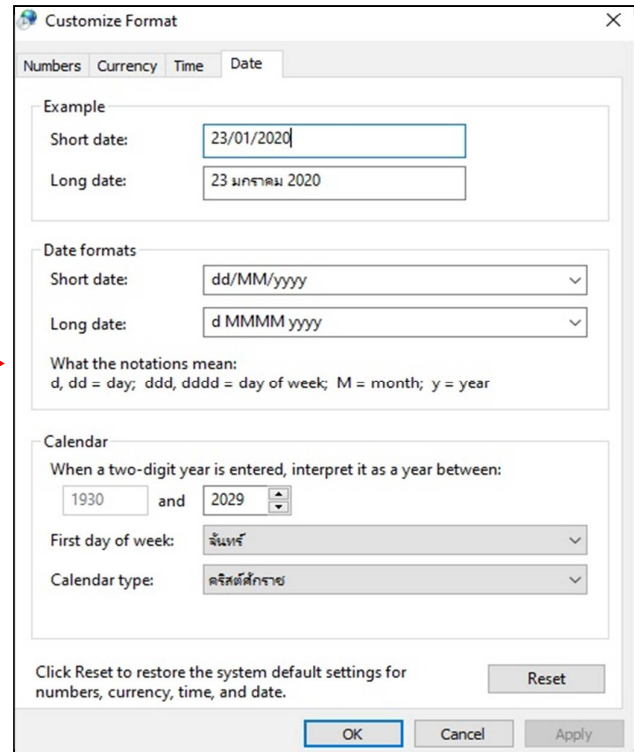 Customize Format
Numbers Currency Time Date
Example
Short date: 23/01/2020
Long date: 23 มกราคม 2020
Date formats
Short date: dd/MM/yyyy
Long date: d MMMM yyyy
What the notations mean:
d, dd = day; ddd, dddd = day of week; M = month; y = year
Calendar
When a two-digit year is entered, interpret it as a year between:
1930 and 2029
First day of week: จันทร์
Calendar type: คริสต์ศักราช
Click Reset to restore the system default settings for
numbers, currency, time, and date.
Reset
OK Cancel Apply